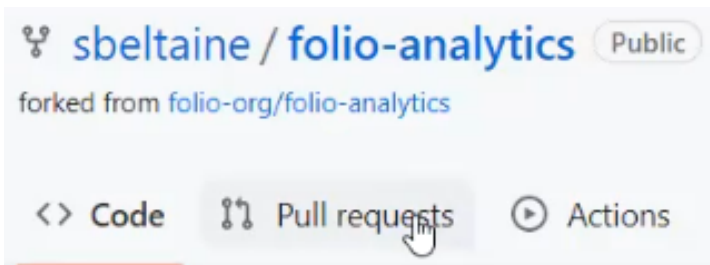 sbeltaine / folio-analytics Public
forked from folio-org/folio-analytics
<> Code Pull requests Actions